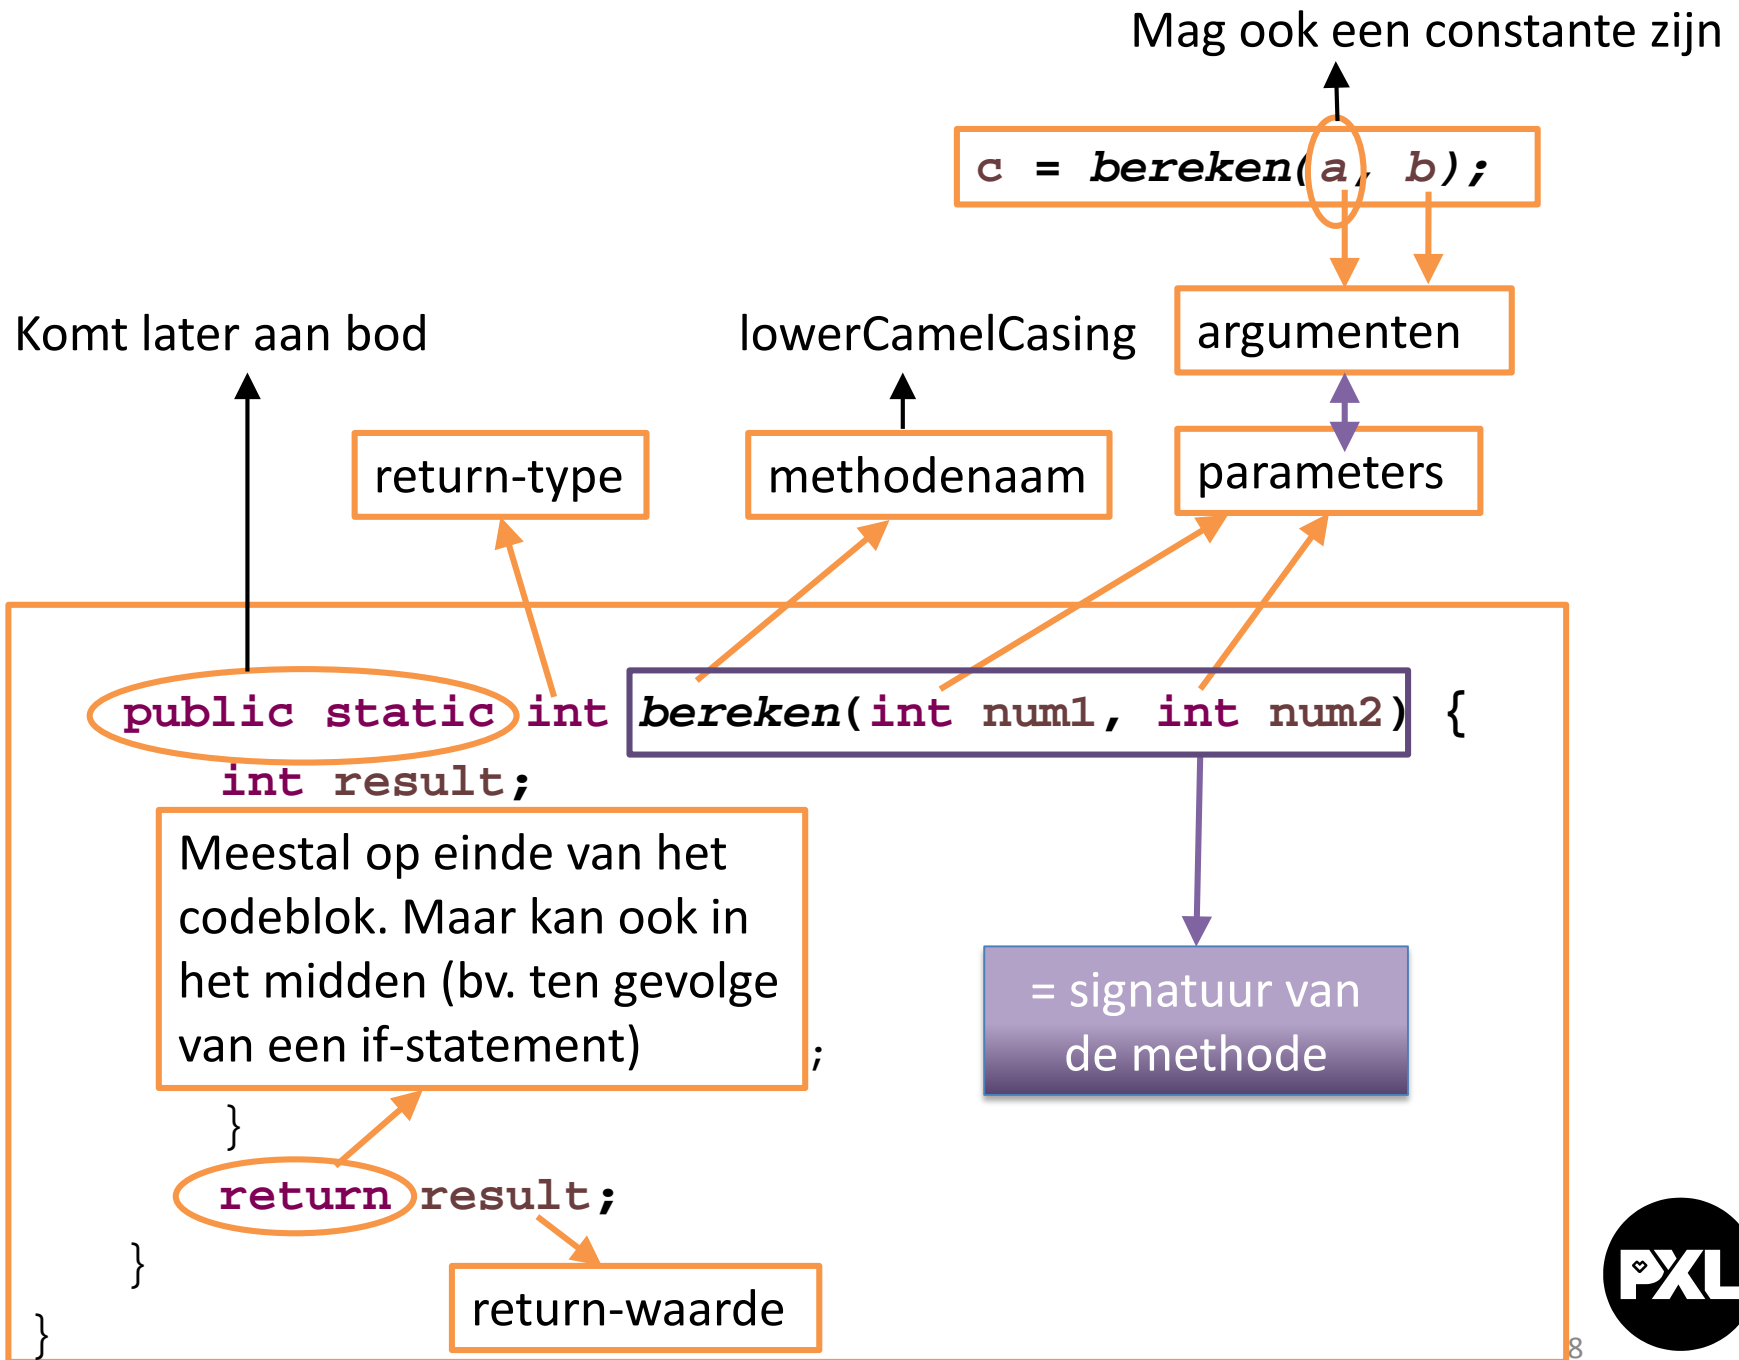 Mag ook een constante zijn
c = bereken(a, b);
Komt later aan bod
lowerCamelCasing
argumenten
return-type
methodenaam
parameters
public static int bereken(int num1, int num2) {
int result;
Meestal op einde van het
codeblok. Maar kan ook in
het midden (bv. ten gevolge
van een if-statement)
;
= signatuur van
de methode
}
return result;
}
return-waarde
}
PXL
8